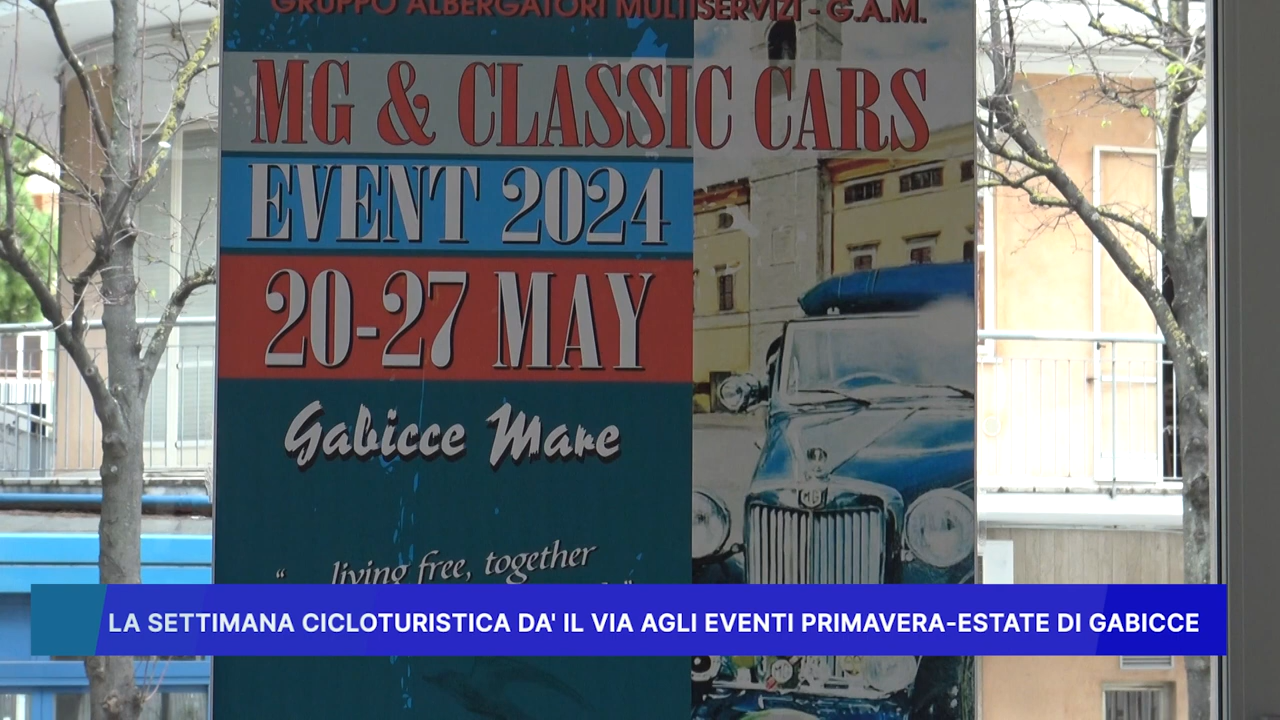 GRUPPO ALBERGATORI MULTISERVIZI - G.A.M.
MG & CLASSIC CARS
EVENT 2024
20-27 MAY
Gabicce Mare
MG
“ living free, together
LA SETTIMANA CICLOTURISTICA DA' IL VIA AGLI EVENTI PRIMAVERA-ESTATE DI GABICCE